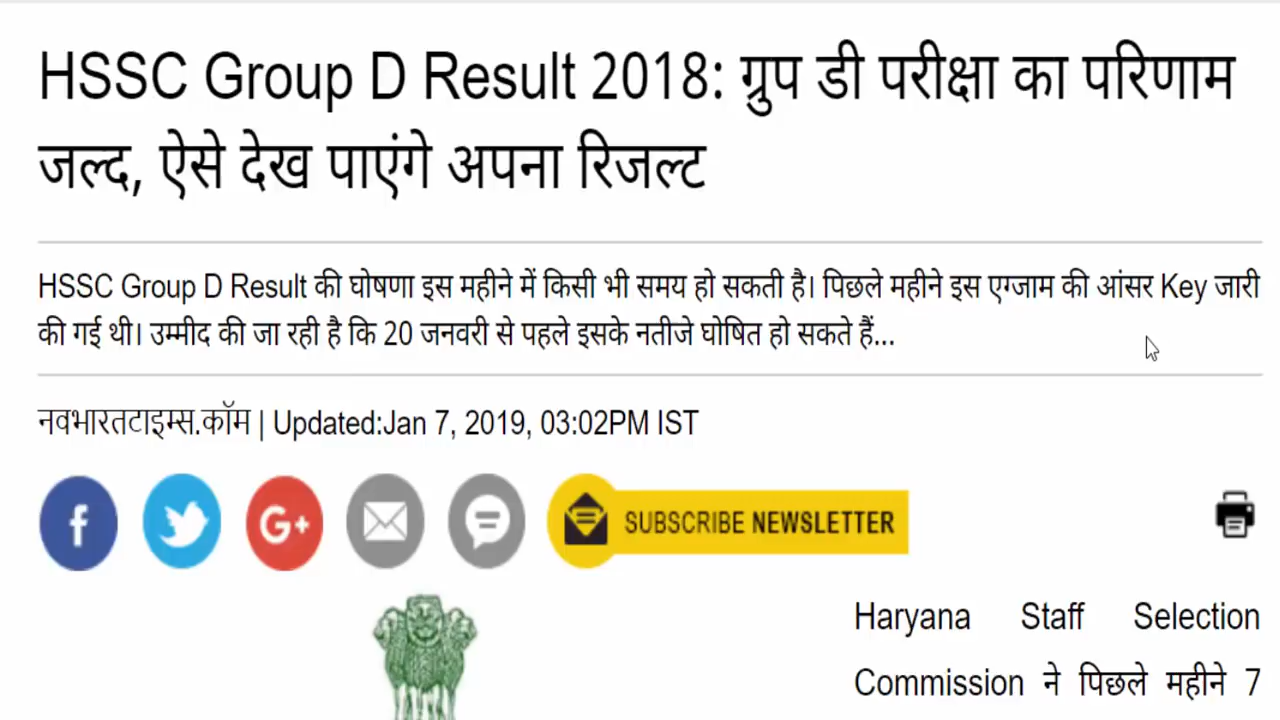 HSSC Group D Result 2018: ग्रुप डी परीक्षा का परिणाम
जल्द, ऐसे देख पाएंगे अपना रिजल्ट
HSSC Group D Result की घोषणा इस महीने में किसी भी समय हो सकती है। पिछले महीने इस एग्जाम की आंसर Key जारी
की गई थी। उम्मीद की जा रही है कि 20 जनवरी से पहले इसके नतीजे घोषित हो सकते हैं...
नवभारतटाइम्स.कॉम | Updated:Jan 7, 2019, 03:02PM IST
f
G+
SUBSCRIBE NEWSLETTER
Haryana Staff Selection
Commission ने पिछले महीने 7